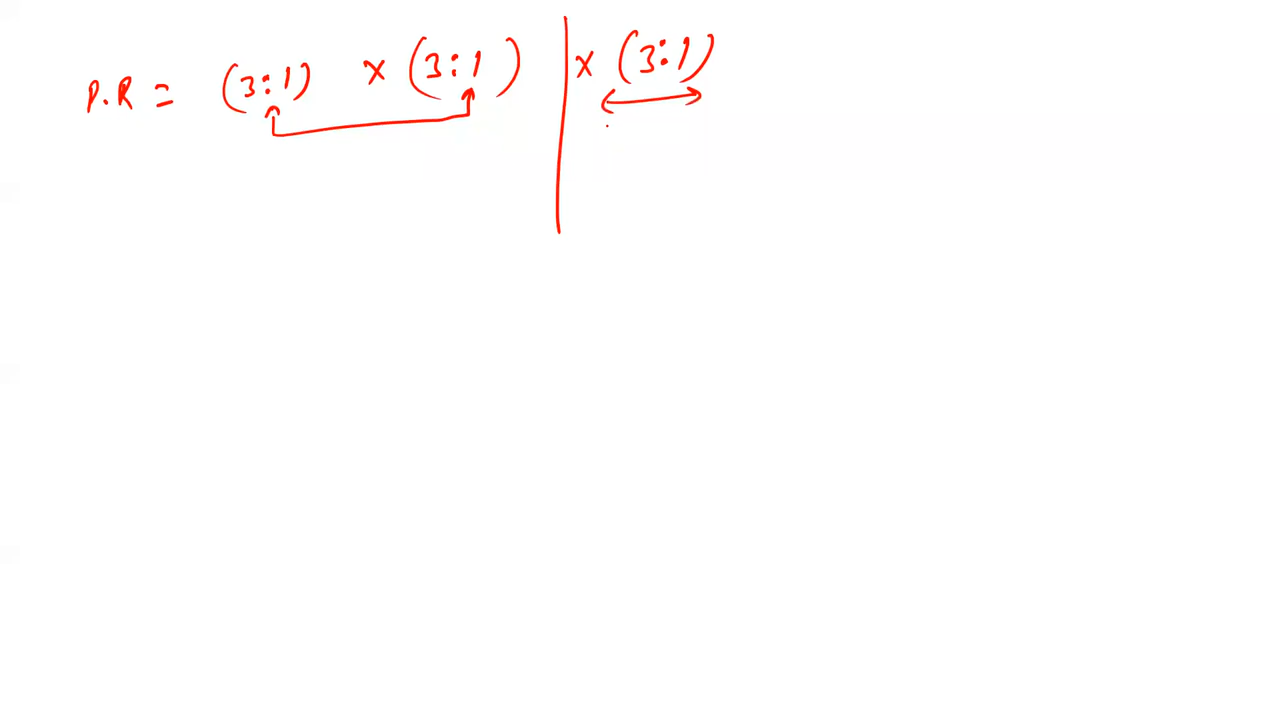 P.R = (3:1) x (3:1) x (3:1)